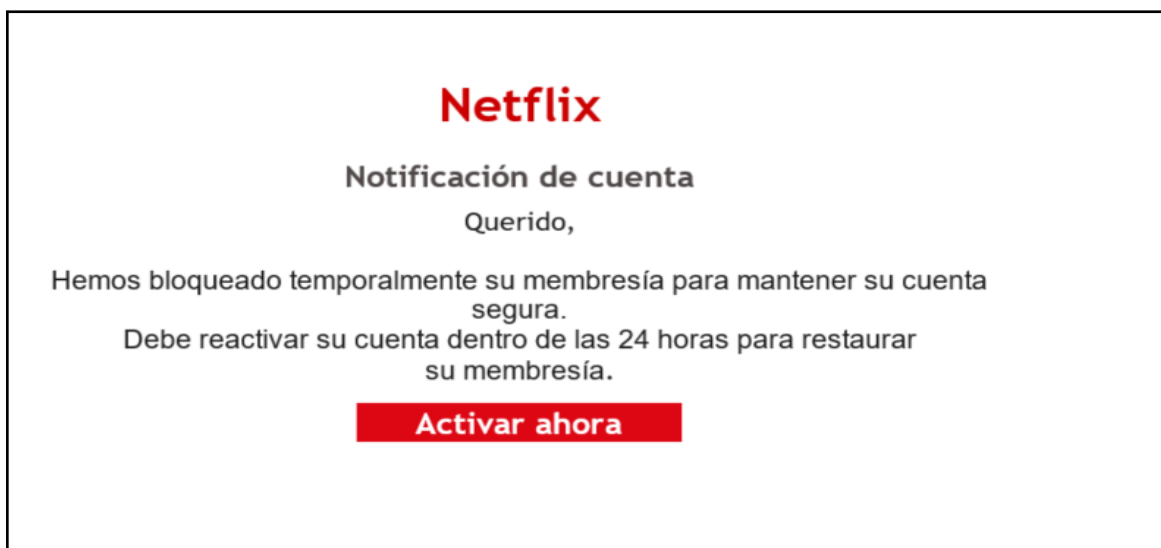 Netflix
Notificación de cuenta
Querido,
Hemos bloqueado temporalmente su membresía para mantener su cuenta
segura.
Debe reactivar su cuenta dentro de las 24 horas para restaurar
su membresía.
Activar ahora